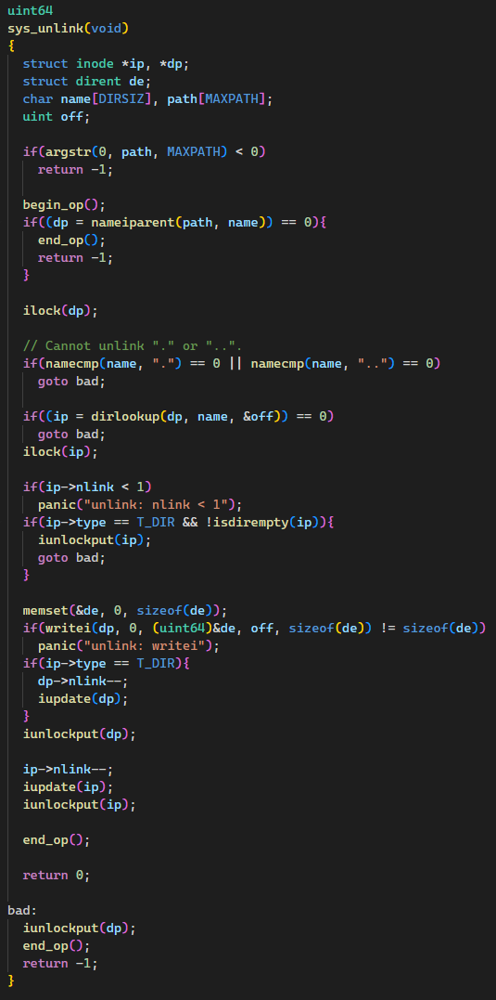 uint64
sys_unlink(void)
{
  struct inode *ip, *dp;
  struct dirent de;
  char name[DIRSIZ], path[MAXPATH];
  uint off;

  if(argstr(0, path, MAXPATH) < 0)
    return -1;

  begin_op();
  if((dp = nameiparent(path, name)) == 0){
    end_op();
    return -1;
  }

  ilock(dp);

  // Cannot unlink "." or "..".
  if(namecmp(name, ".") == 0 || namecmp(name, "..") == 0)
    goto bad;

  if((ip = dirlookup(dp, name, &off)) == 0)
    goto bad;
  ilock(ip);

  if(ip->nlink < 1)
    panic("unlink: nlink < 1");
  if(ip->type == T_DIR && !isdirempty(ip)){
    iunlockput(ip);
    goto bad;
  }

  memset(&de, 0, sizeof(de));
  if(writei(dp, 0, (uint64)&de, off, sizeof(de)) != sizeof(de))
    panic("unlink: writei");
  if(ip->type == T_DIR){
    dp->nlink--;
    iupdate(dp);
  }
  iunlockput(dp);

  ip->nlink--;
  iupdate(ip);
  iunlockput(ip);

  end_op();

  return 0;

bad:
  iunlockput(dp);
  end_op();
  return -1;
}